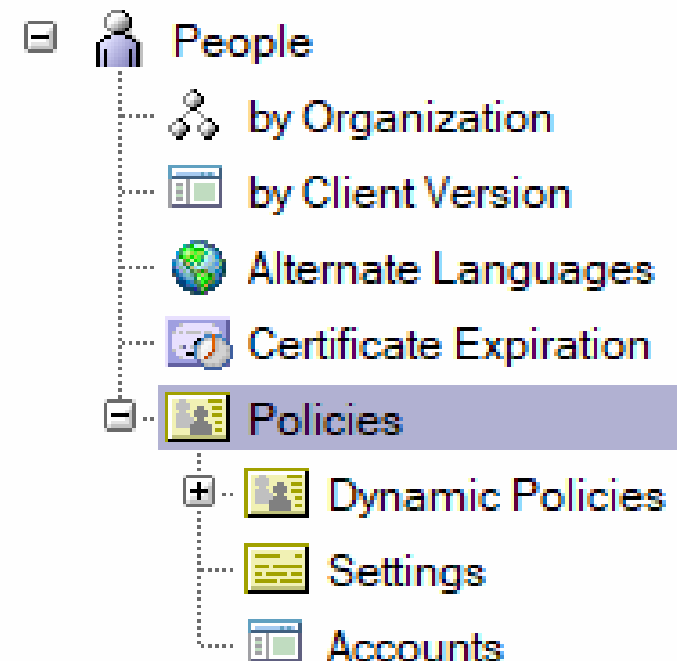 People
by Organization
by Client Version
Alternate Languages
Certificate Expiration
Policies
Dynamic Policies
Settings
Accounts